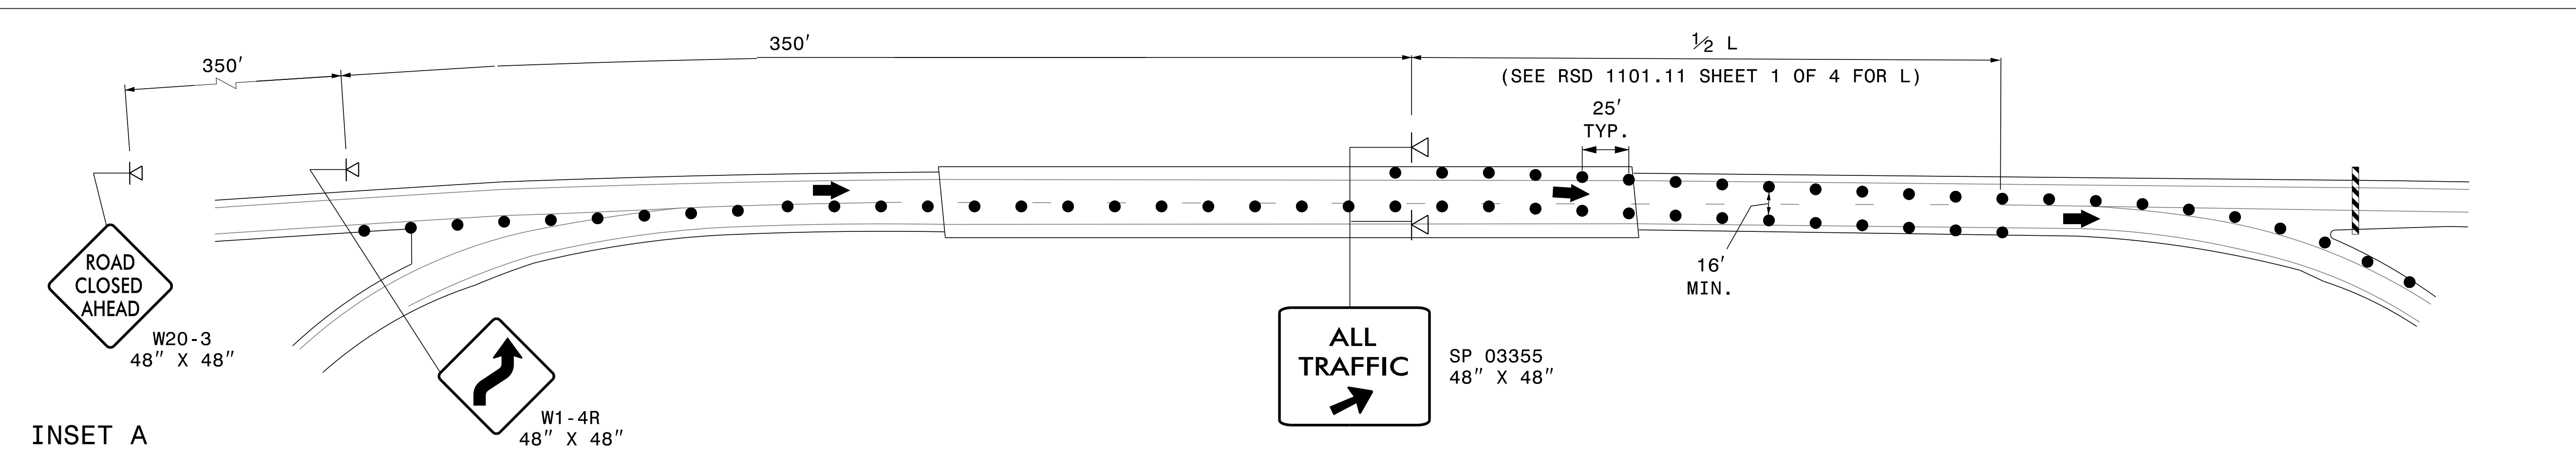 350'
350'
½ L
(SEE RSD 1101.11 SHEET 1 OF 4 FOR L)
25'
TYP.
16'
MIN.
ROAD
CLOSED
AHEAD
W20-3
48" X 48"
W1-4R
48" X 48"
ALL
TRAFFIC
SP 03355
48" X 48"
INSET A